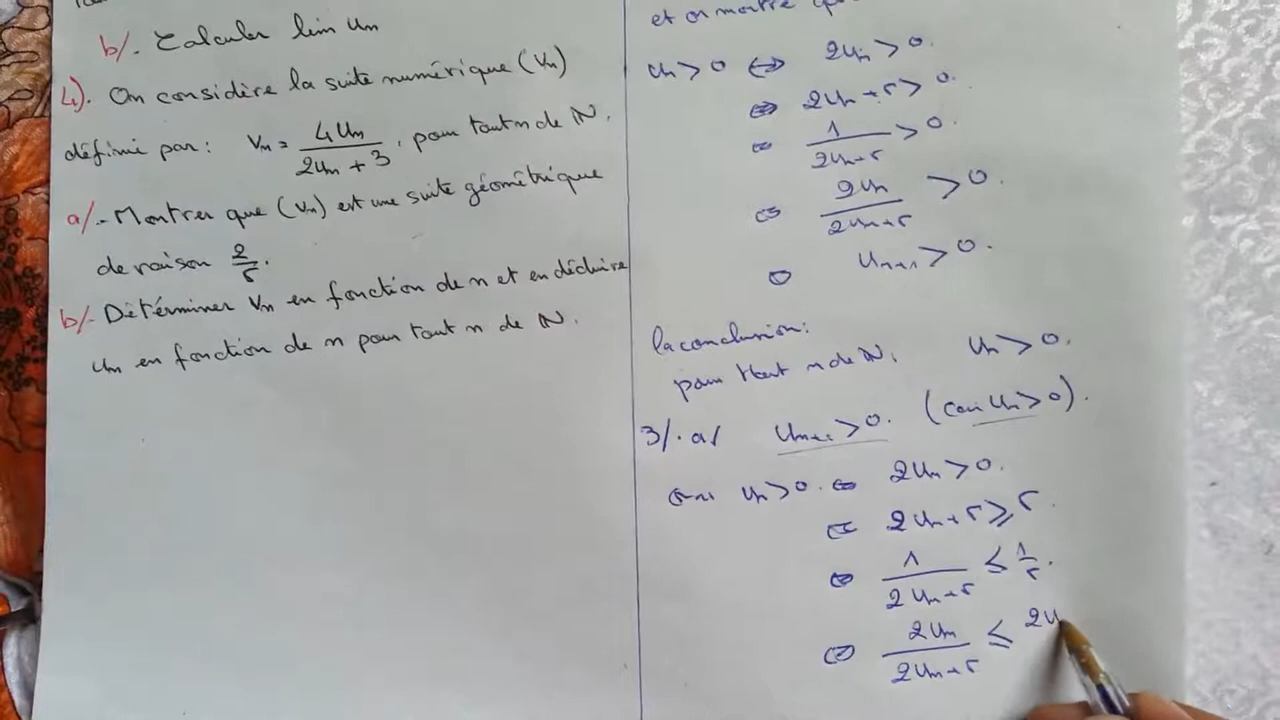 b/. Calculer lim Un
4). On considère la suite numérique (Vn)
définie par : Vn = 4Un / (2Un + 3), pour tout n de ℕ.
a/.- Montrer que (Vn) est une suite géométrique
de raison 2/5.
b/- Déterminer Vn en fonction de n et en déduire
Un en fonction de n pour tout n de ℕ.
et on montre
Un > 0 ⇔ 2Un > 0.
⇔ 2Un + 5 > 0.
⇔ 1 / (2Un + 5) > 0.
⇔ 2Un / (2Un + 5) > 0.
⇔ Un+1 > 0.
la conclusion:
pour tout n de ℕ, Un > 0.
3/. a/ Un+1 > 0. (car Un > 0).
Un > 0. ⇔ 2Un > 0.
⇔ 2Un + 5 ≥ 5.
⇔ 1 / (2Un + 5) ≤ 1/5.
⇔ 2Un / (2Un + 5) ≤ 2U